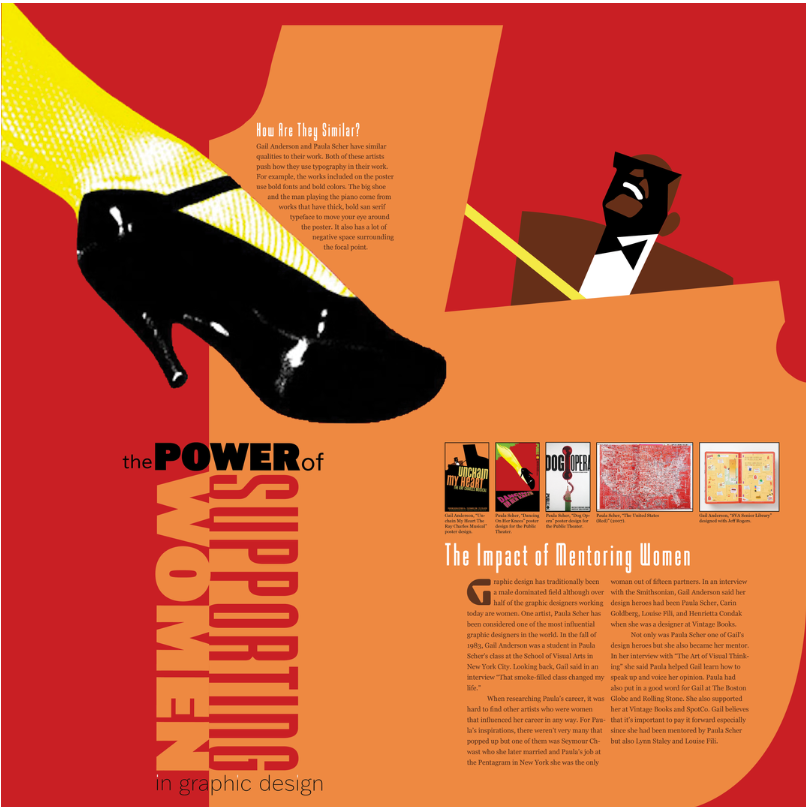 How Are They Similar?
Gail Anderson and Paula Scher have similar
qualities to their work. Both of these artists
push how they use typography in their work.
For example, the works included on the poster
use bold fonts and bold colors. The big shoe
and the man playing the piano come from
works that have thick, bold san serif
typeface to move your eye around
the poster. It also has a lot of
negative space sorrounding
the focal point.
the POWER of
SUPPORTING
WOMEN
in graphic design
UNCHAIN
MY HEART
DOG OPERA
Gail Anderson, "Un-
chain My Heart The
Ray Charles Musical"
poster design.
Paula Scher, "Dancing
On Her Knees" poster
design for the Public
Theater.
Paula Scher, "Dog Op-
era" poster design for
the Public Theater
Paula Scher, "The United States
Gail Anderson, "STA Senior Library"
designed with Jeff Rogers.
The Impact of Mentoring Women
Graphic design has traditionally been
a male dominated field although over
half of the graphic designers working
today are women. One artist, Paula Scher has
been considered one of the most influential
graphic designers in the world. In the fall of
1983, Gail Anderson was a student in Paula
Scher's class at the School of Visual Arts in
New York City. Looking back, Gail said in an
interview "That smoke-filled class changed my
life."
When researching Paula's career, it was
hard to find other artists who were women
that influenced her career in any way. For Pau-
la's inspirations, there weren't very many that
popped up but one of them was Seymour Ch-
wast who she later married and Paula's job at
the Pentagram in New York she was the only
woman out of fifteen partners. In an interview
with the Smithsonian, Gail Anderson said her
design heroes had been Paula Scher, Carin
Goldberg, Louise Fili, and Henrietta Condak
when she was a designer at Vintage Books.
Not only was Paula Scher one of Gail's
design heroes but she also became her mentor.
In her interview with "The Art of Visual Think-
ing" she said Paula helped Gail learn how to
speak up and voice her opinion. Paula had
also put in a good word for Gail at The Boston
Globe and Rolling Stone. She also supported
her at Vintage Books and SpotCo. Gail believes
that it's important to pay it forward especially
since she had been mentored by Paula Scher
but also Lynn Staley and Louise Fili.